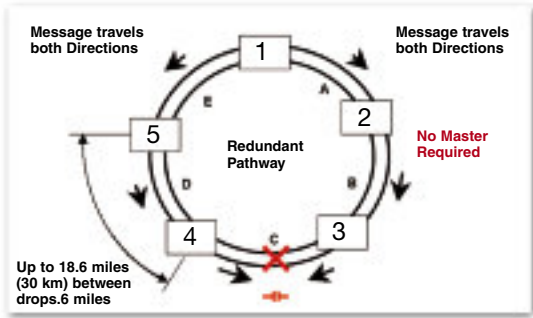 Message travels
both Directions
Message travels
both Directions
1
A
E
2
5
Redundant
Pathway
No Master
Required
D
B
4
C
3
Up to 18.6 miles
(30 km) between
drops.6 miles